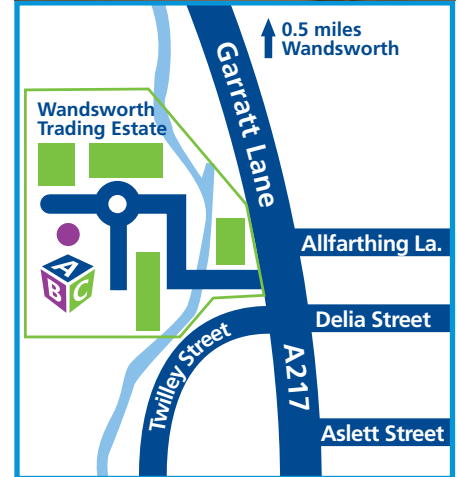 0.5 miles
Wandsworth
Garratt Lane
Wandsworth
Trading Estate
A
B C
Allfarthing La.
Delia Street
Twilley Street
A217
Aslett Street